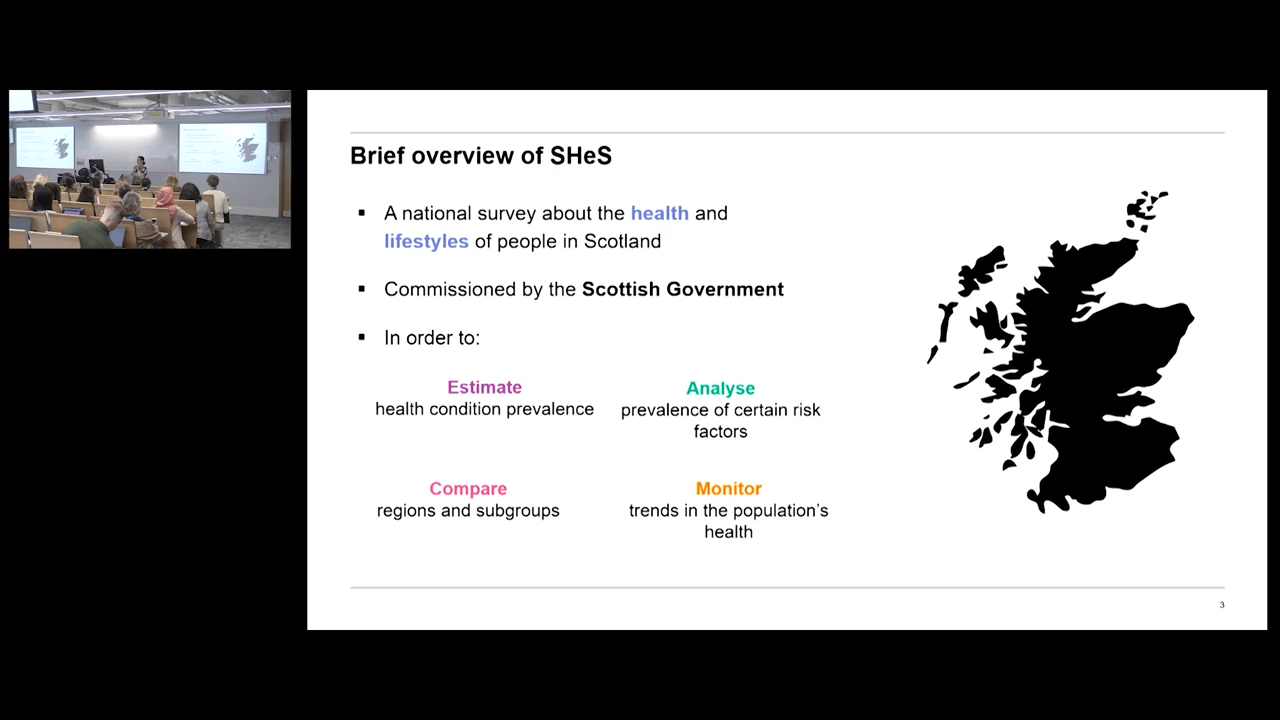 Brief overview of SHeS
▪ A national survey about the health and
lifestyles of people in Scotland
▪ Commissioned by the Scottish Government
▪ In order to:
Estimate
health condition prevalence
Analyse
prevalence of certain risk
factors
Compare
regions and subgroups
Monitor
trends in the population's
health
3